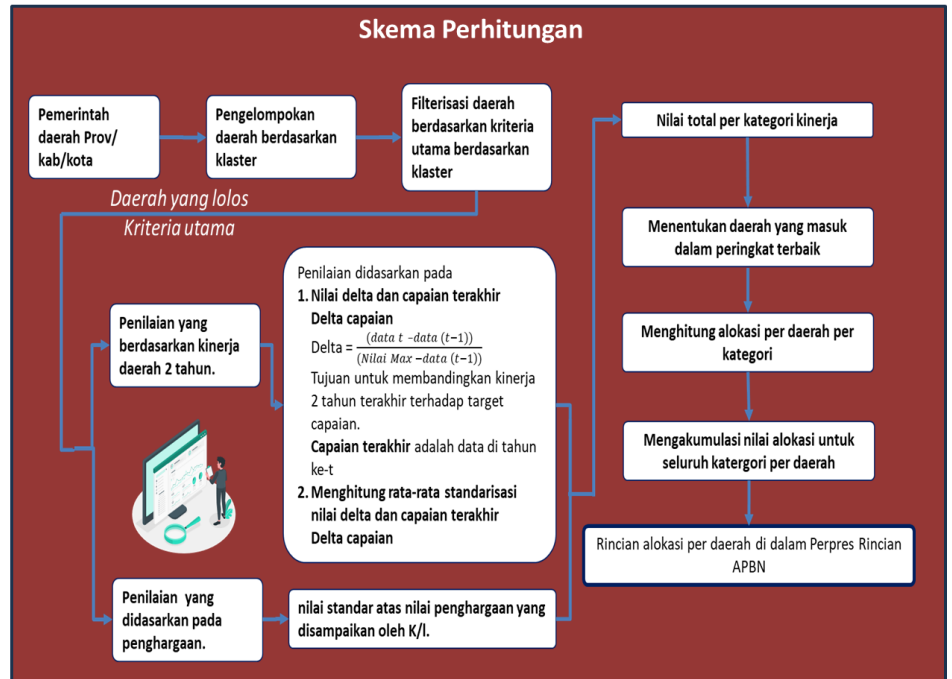 Skema Perhitungan
Pemerintah
daerah Prov/
kab/kota
Pengelompokan
daerah berdasarkan
klaster
Filterisasi daerah
berdasarkan kriteria
utama berdasarkan
klaster
Daerah yang lolos
Kriteria utama
Penilaian yang
berdasarkan kinerja
daerah 2 tahun.
Penilaian didasarkan pada
1. Nilai delta dan capaian terakhir
Delta capaian
Delta = (data t -data (t-1)) / (Nilai Max -data (t-1))
Tujuan untuk membandingkan kinerja
2 tahun terakhir terhadap target
capaian.
Capaian terakhir adalah data di tahun
ke-t
2. Menghitung rata-rata standarisasi
nilai delta dan capaian terakhir
Delta capaian
Penilaian yang
didasarkan pada
penghargaan.
nilai standar atas nilai penghargaan yang
disampaikan oleh K/l.
Nilai total per kategori kinerja
Menentukan daerah yang masuk
dalam peringkat terbaik
Menghitung alokasi per daerah per
kategori
Mengakumulasi nilai alokasi untuk
seluruh katergori per daerah
Rincian alokasi per daerah di dalam Perpres Rincian
APBN